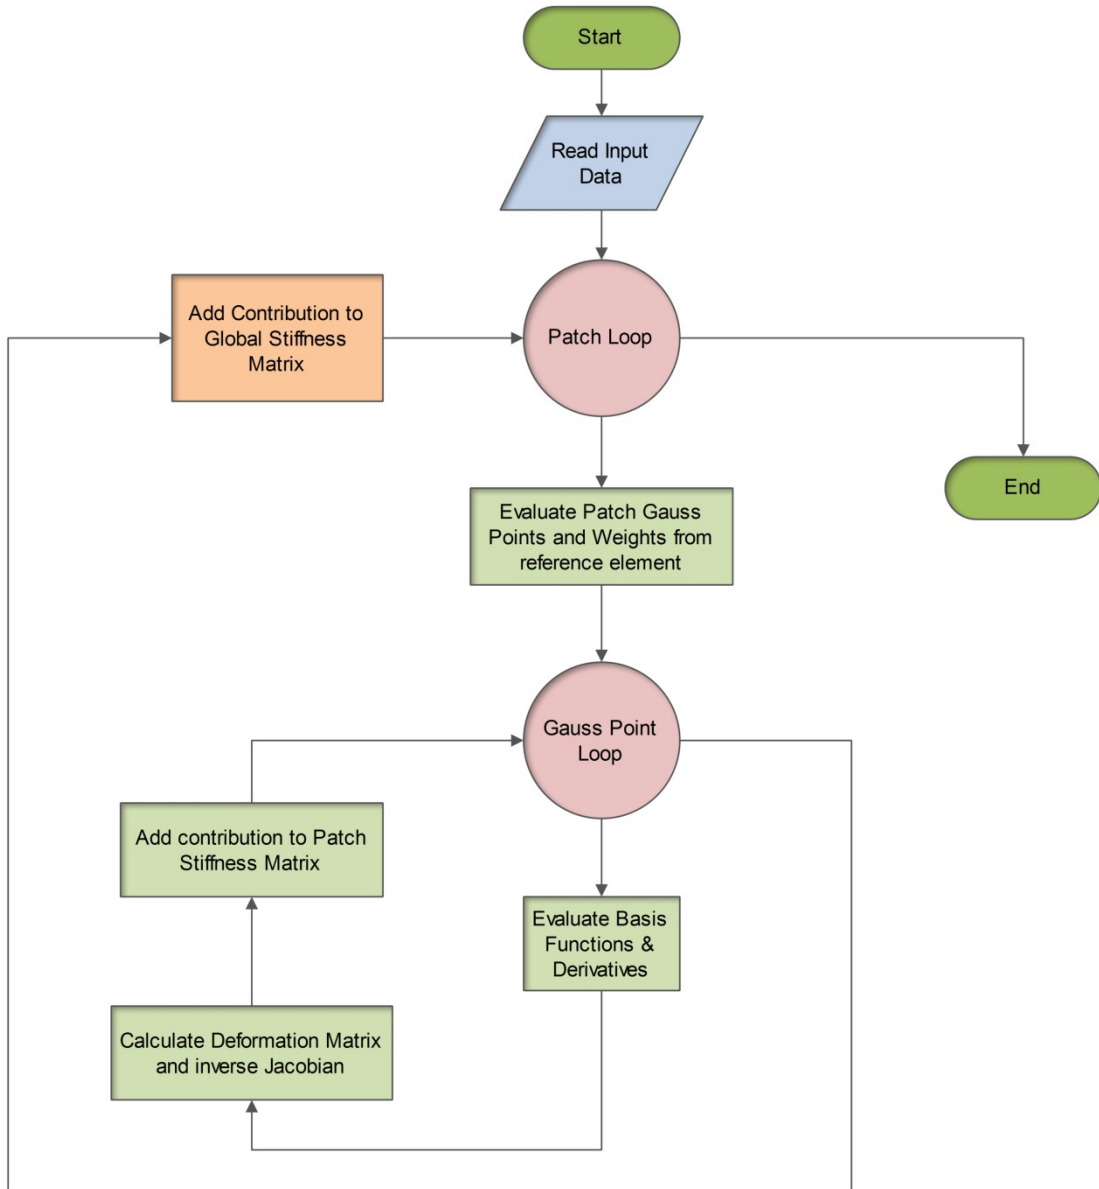 Start
Read Input
Data
Add Contribution to
Global Stiffness
Matrix
Patch Loop
End
Evaluate Patch Gauss
Points and Weights from
reference element
Gauss Point
Loop
Add contribution to Patch
Stiffness Matrix
Evaluate Basis
Functions &
Derivatives
Calculate Deformation Matrix
and inverse Jacobian